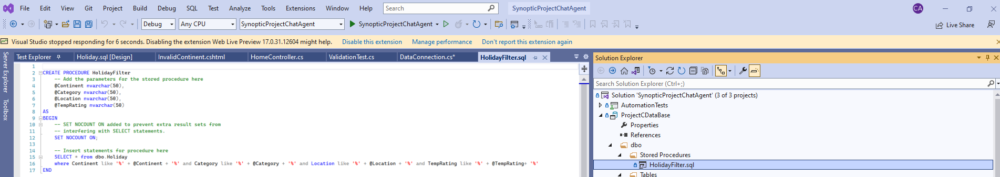 File Edit View Git Project Build Debug SQL Test Analyze Tools Extensions Window Help Search SynopticProjectChatAgent CA
Debug Any CPU SynopticProjectChatAgent SynopticProjectChatAgent Live Share
Visual Studio stopped responding for 6 seconds. Disabling the extension Web Live Preview 17.0.31.12604 might help. Disable this extension Manage performance Don't report this extension again
Server Explorer
Toolbox
Test Explorer Holiday.sql [Design] InvalidContinent.cshtml HomeController.cs ValidationTest.cs DataConnection.cs* HolidayFilter.sql
1
2 CREATE PROCEDURE HolidayFilter
3 -- Add the parameters for the stored procedure here
4 @Continent nvarchar(50),
5 @Category nvarchar(50),
6 @Location nvarchar(50),
7 @TempRating nvarchar(50)
8 AS
9 BEGIN
10 -- SET NOCOUNT ON added to prevent extra result sets from
11 -- interfering with SELECT statements.
12 SET NOCOUNT ON;
13
14 -- Insert statements for procedure here
15 SELECT * from dbo.Holiday
16 where Continent like '%' + @Continent + '%' and Category like '%' + @Category + '%' and Location like '%' + @Location + '%' and TempRating like '%' + @TempRating+ '%'
17 END
Solution Explorer
Search Solution Explorer (Ctrl+;)
Solution 'SynopticProjectChatAgent' (3 of 3 projects)
AutomationTests
ProjectCDataBase
Properties
References
dbo
Stored Procedures
HolidayFilter.sql
Tables